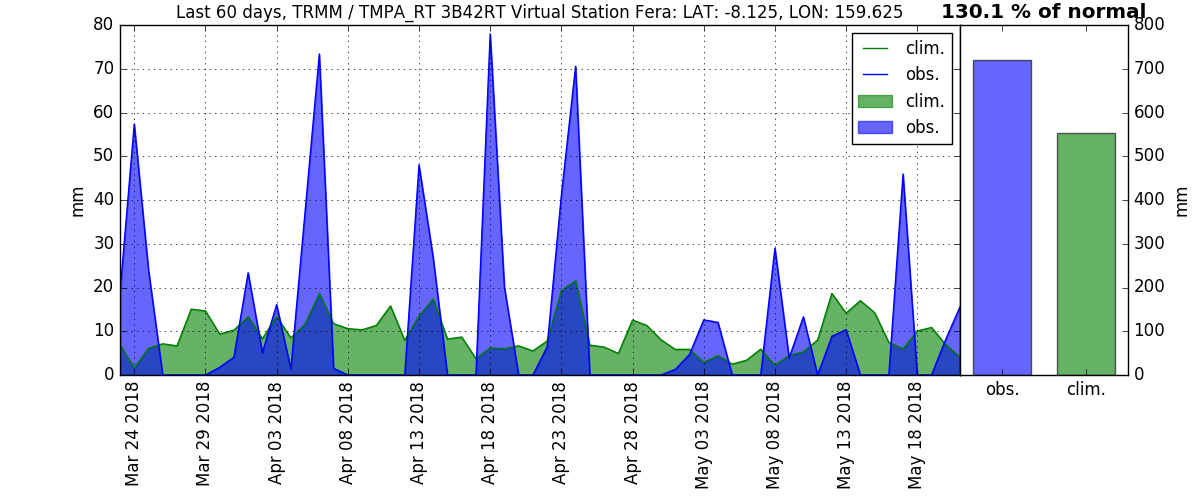 Last 60 days, TRMM / TMPA_RT 3B42RT Virtual Station Fera: LAT: -8.125, LON: 159.625
130.1 % of normal
80
70
60
50
40
30
20
10
0
mm
clim.
obs.
clim.
obs.
Mar 24 2018
Mar 29 2018
Apr 03 2018
Apr 08 2018
Apr 13 2018
Apr 18 2018
Apr 23 2018
Apr 28 2018
May 03 2018
May 08 2018
May 13 2018
May 18 2018
800
700
600
500
400
300
200
100
0
mm
obs.
clim.